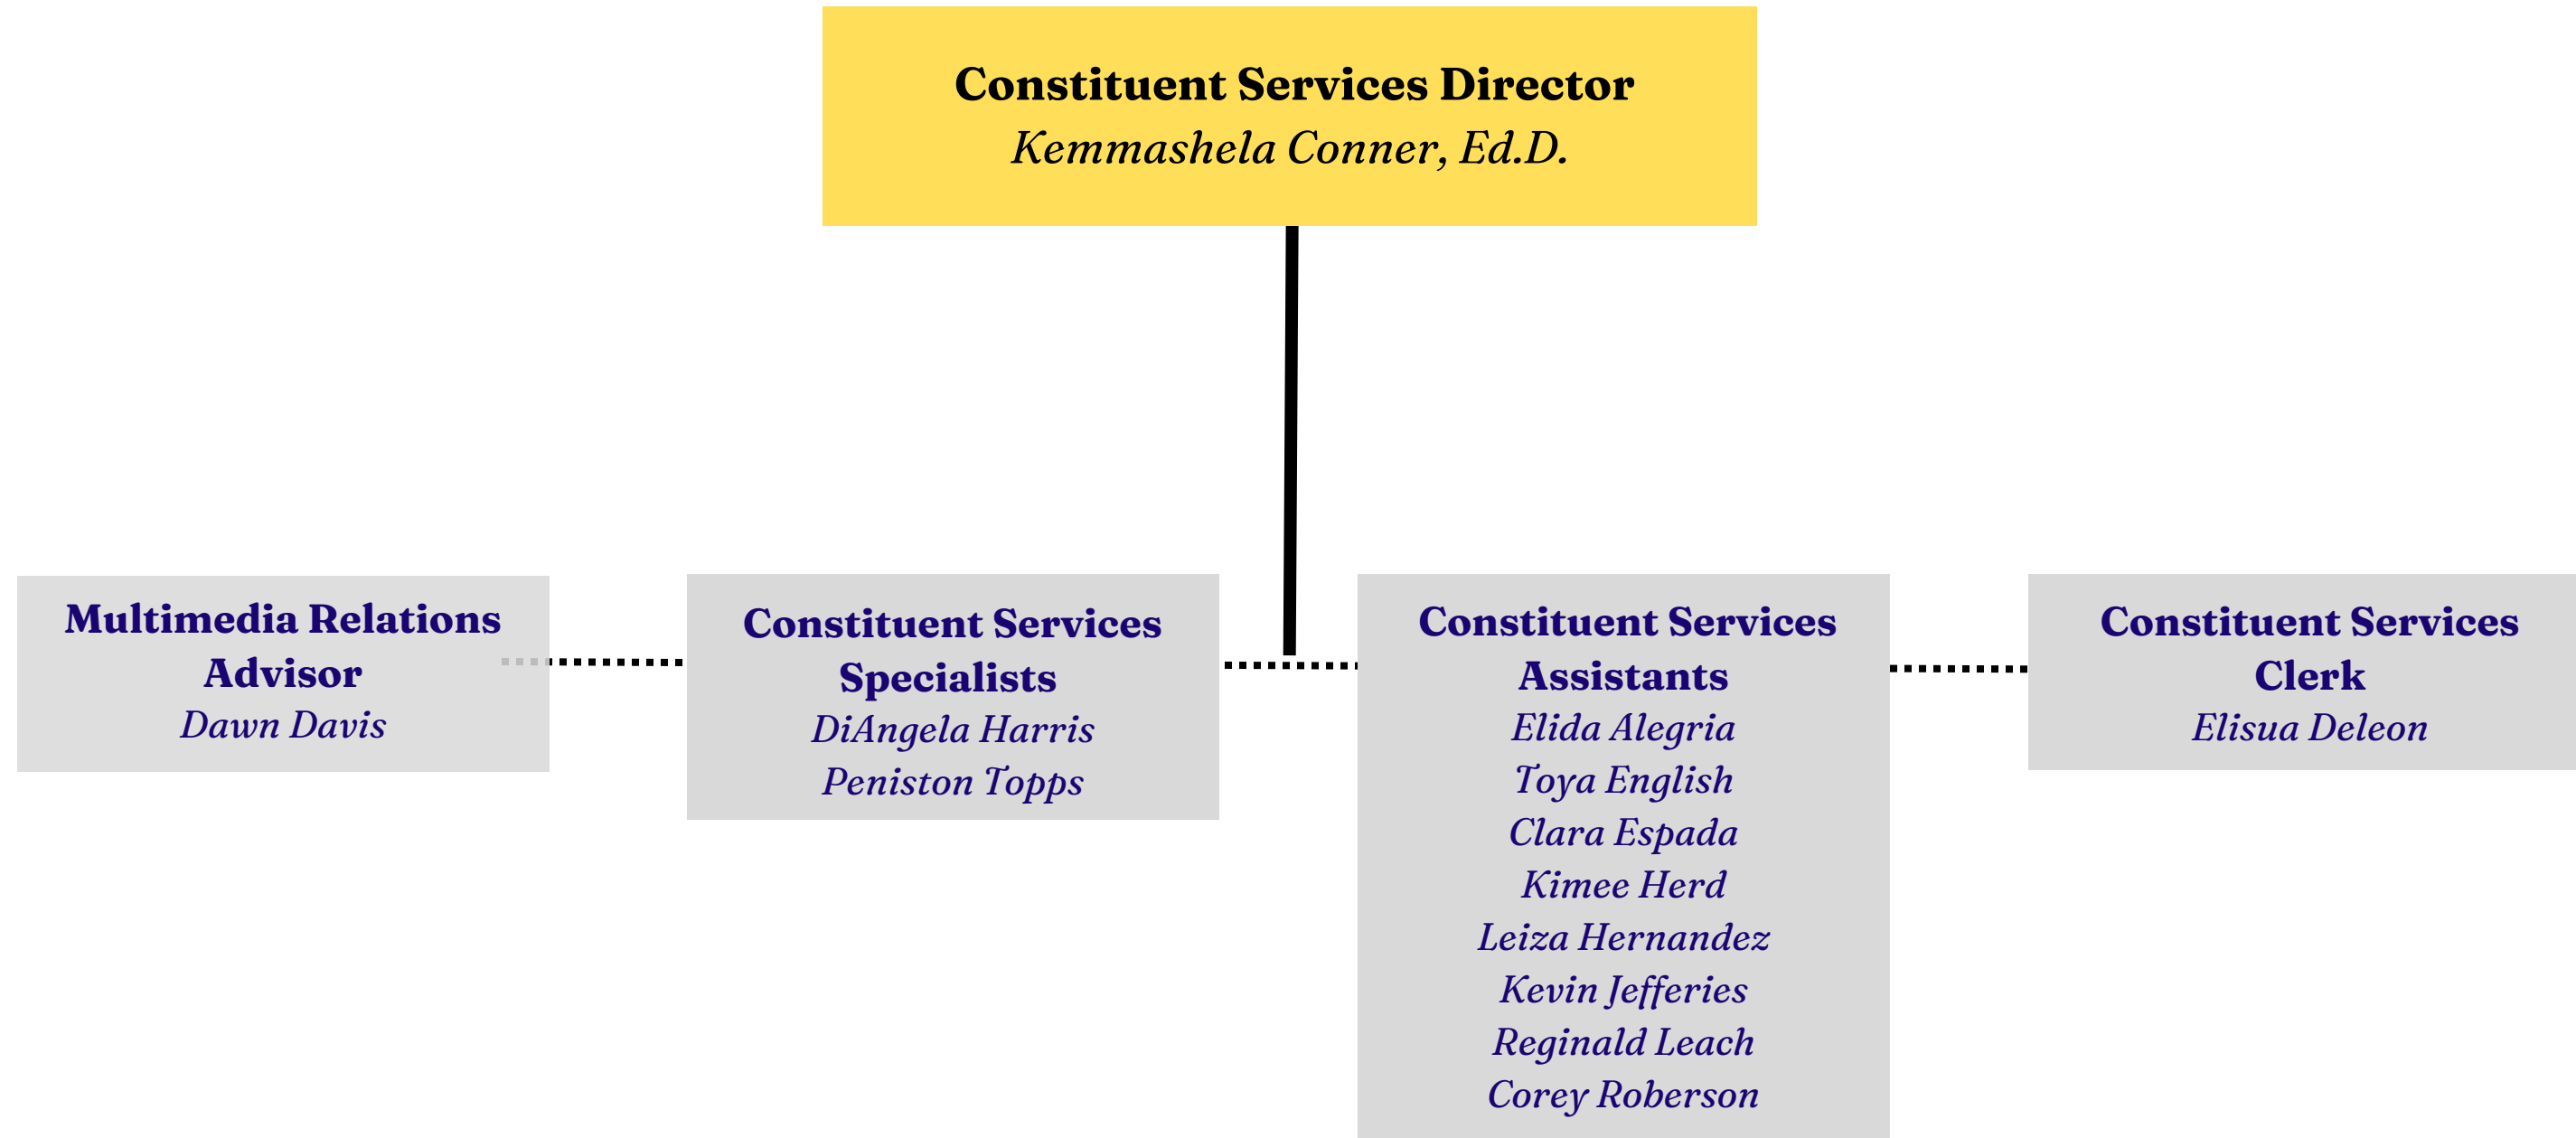 Constituent Services Director
Kemmashela Conner, Ed.D.
Multimedia Relations
Advisor
Dawn Davis
Constituent Services
Specialists
DiAngela Harris
Peniston Topps
Constituent Services
Assistants
Elida Alegria
Toya English
Clara Espada
Kimee Herd
Leiza Hernandez
Kevin Jefferies
Reginald Leach
Corey Roberson
Constituent Services
Clerk
Elisua Deleon